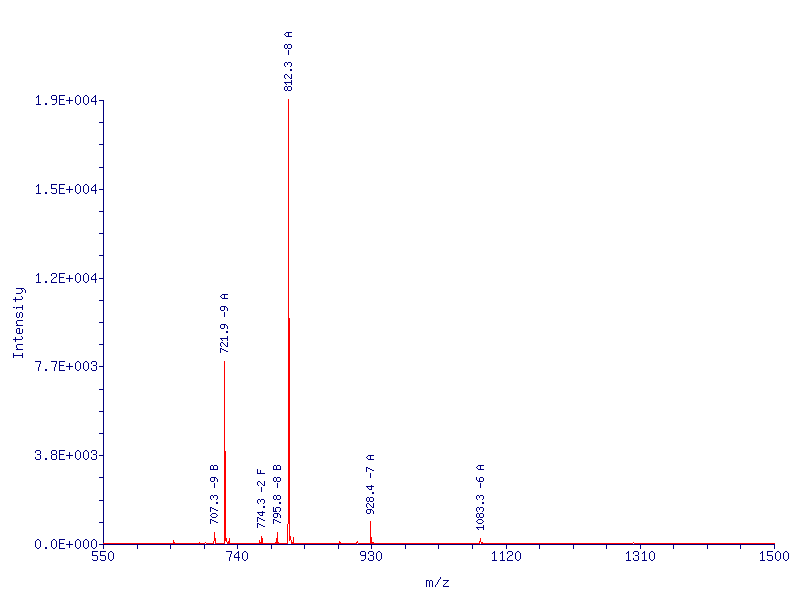 812.3 -8 A
1.9E+004
1.5E+004
1.2E+004
721.9 -9 A
7.7E+003
3.8E+003
707.3 -9 B
774.3 -2 F
795.8 -8 B
928.4 -7 A
1083.3 -6 A
0.0E+000
Intensity
550
740
930
1120
1310
1500
m/z